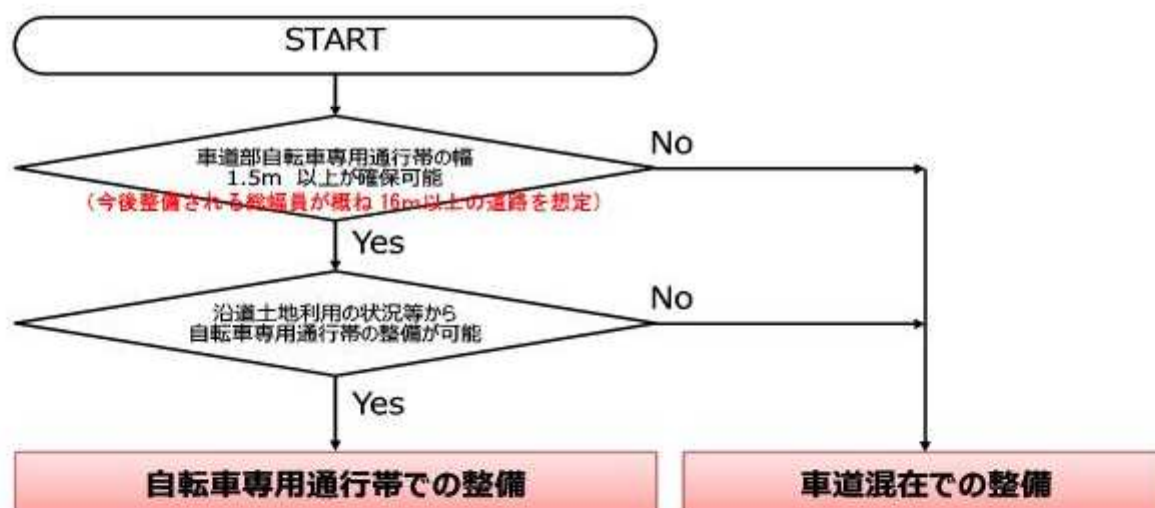 START
車道部自転車専用通行帯の幅
1.5m 以上が確保可能
（今後整備される総幅員が概ね 16m以上の道路を想定）
No
Yes
沿道土地利用の状況等から
自転車専用通行帯の整備が可能
No
Yes
自転車専用通行帯での整備
車道混在での整備